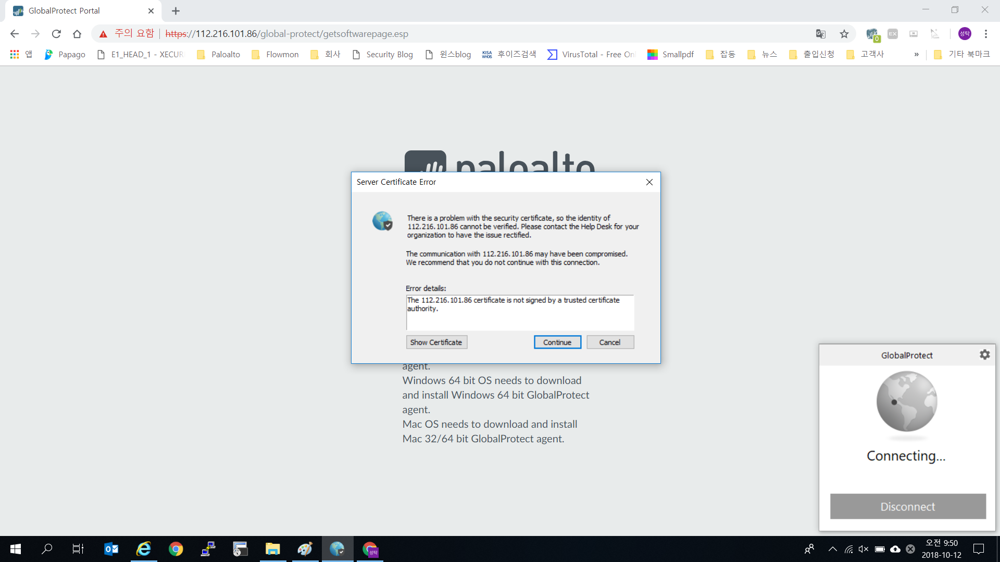 GlobalProtect Portal
주의 요함 https://112.216.101.86/global-protect/getsoftwarepage.esp
EX
0
성탁
앱
Papago
E1_HEAD_1 - XECUR
Paloalto
Flowmon
회사
Security Blog
윈스blog
KISA WHOIS
후이즈검색
VirusTotal - Free Onl
Smallpdf
잡동
뉴스
출입신청
고객사
»
기타 북마크
paloalto
Server Certificate Error
There is a problem with the security certificate, so the identity of
112.216.101.86 cannot be verified. Please contact the Help Desk for your
organization to have the issue rectified.
The communication with 112.216.101.86 may have been compromised.
We recommend that you do not continue with this connection.
Error details:
The 112.216.101.86 certificate is not signed by a trusted certificate
authority.
Show Certificate
Continue
Cancel
agent.
Windows 64 bit OS needs to download
and install Windows 64 bit GlobalProtect
agent.
Mac OS needs to download and install
Mac 32/64 bit GlobalProtect agent.
GlobalProtect
Connecting...
Disconnect
성탁
오전 9:50
2018-10-12